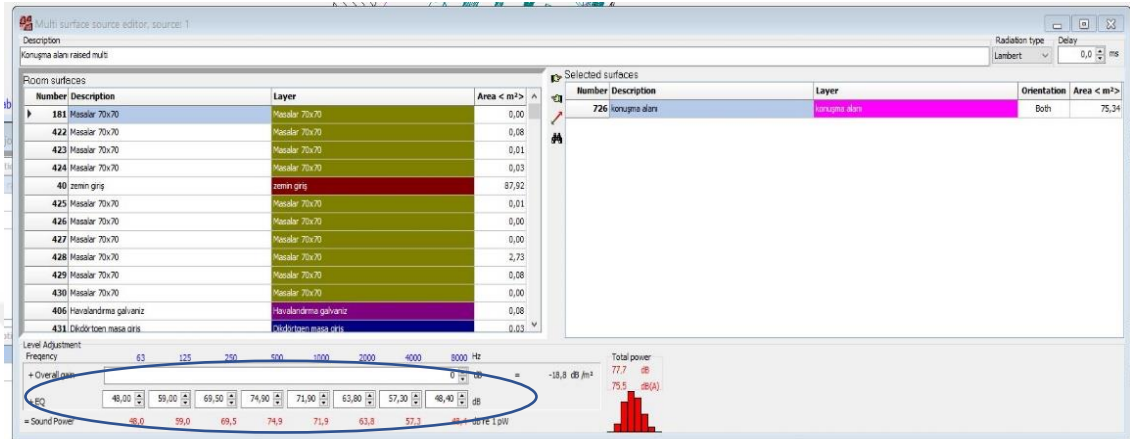 Multi surface source editor, source: 1
Description
Radiation type
Delay
Konuşma alanı raised multi
Lambert
0,0
ms
Room surfaces
Number Description Layer Area < m²>
181 Masalar 70x70 Masalar 70x70 0,00
422 Masalar 70x70 Masalar 70x70 0,08
423 Masalar 70x70 Masalar 70x70 0,01
424 Masalar 70x70 Masalar 70x70 0,03
40 zemin giriş zemin giriş 87,92
425 Masalar 70x70 Masalar 70x70 0,01
426 Masalar 70x70 Masalar 70x70 0,00
427 Masalar 70x70 Masalar 70x70 0,00
428 Masalar 70x70 Masalar 70x70 2,73
429 Masalar 70x70 Masalar 70x70 0,08
430 Masalar 70x70 Masalar 70x70 0,00
406 Havalandırma galvaniz Havalandırma galvaniz 0,08
431 Dikdörtgen masa giriş Dikdörtgen masa giriş 0,03
Selected surfaces
Number Description Layer Orientation Area < m²>
726 konuşma alanı konuşma alanı Both 75,34
Level Adjustment
Freqency 63 125 250 500 1000 2000 4000 8000 Hz
+ Overall gain 0 dB = -18,8 dB /m²
+EQ 48,00 59,00 69,50 74,90 71,90 63,80 57,30 48,40 dB
= Sound Power 48,0 59,0 69,5 74,9 71,9 63,8 57,3 48,4 dB re 1 pW
Total power
77,7 dB
75,5 dB(A)